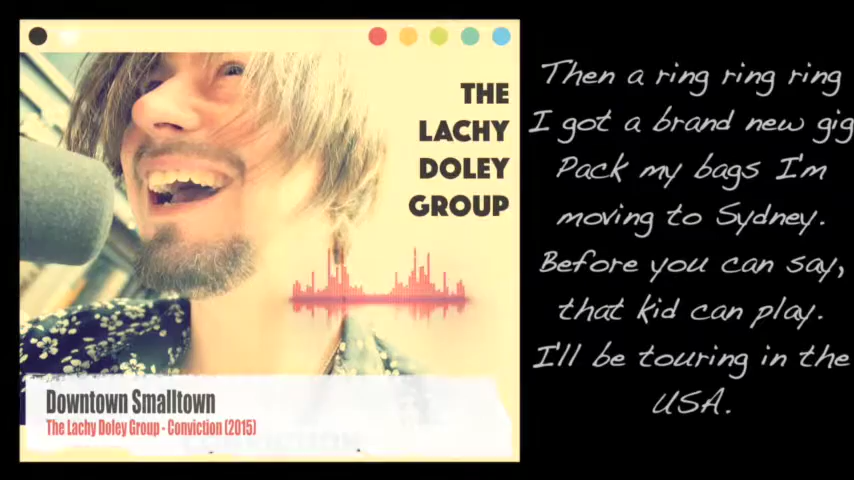 THE
LACHY
DOLEY
GROUP
Downtown Smalltown
The Lachy Doley Group - Conviction (2015)
Then a ring ring ring
I got a brand new gig
Pack my bags I'm
moving to Sydney.
Before you can say,
that kid can play.
I'll be touring in the
USA.